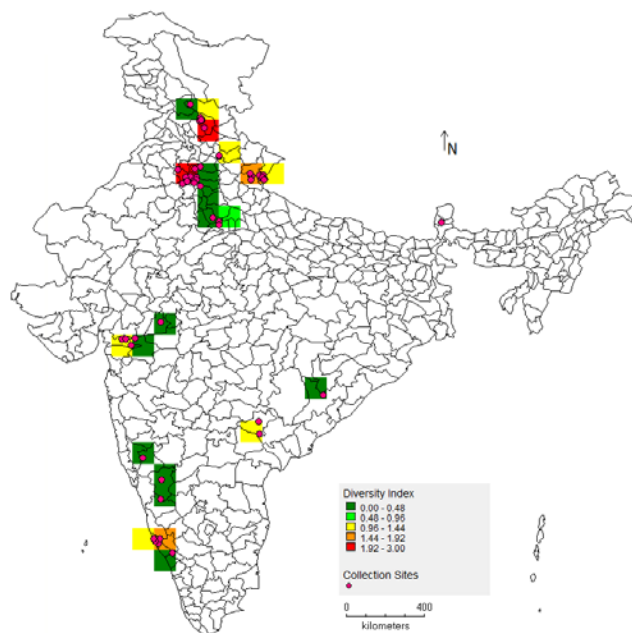 N
Diversity Index
0.00 - 0.48
0.48 - 0.96
0.96 - 1.44
1.44 - 1.92
1.92 - 3.00
Collection Sites
0 400
kilometers